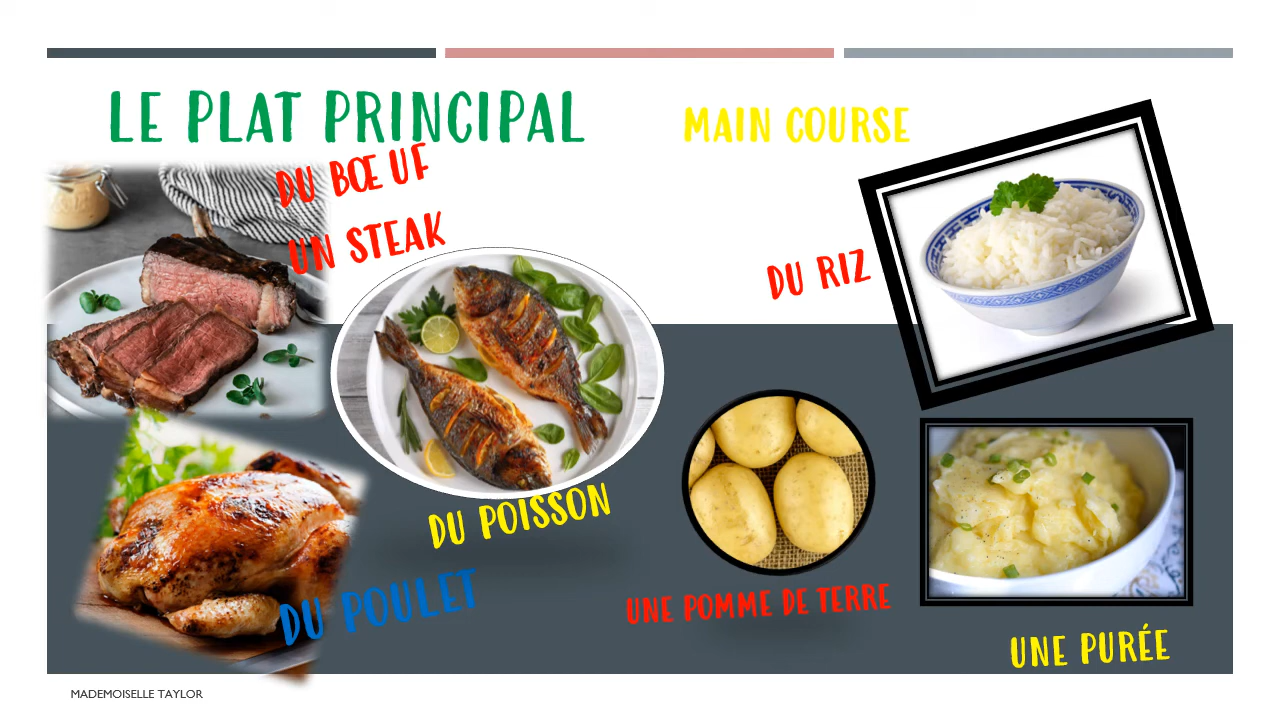 LE PLAT PRINCIPAL
MAIN COURSE
DU BŒUF
UN STEAK
DU RIZ
DU POISSON
DU POULET
UNE POMME DE TERRE
UNE PURÉE
MADEMOISELLE TAYLOR